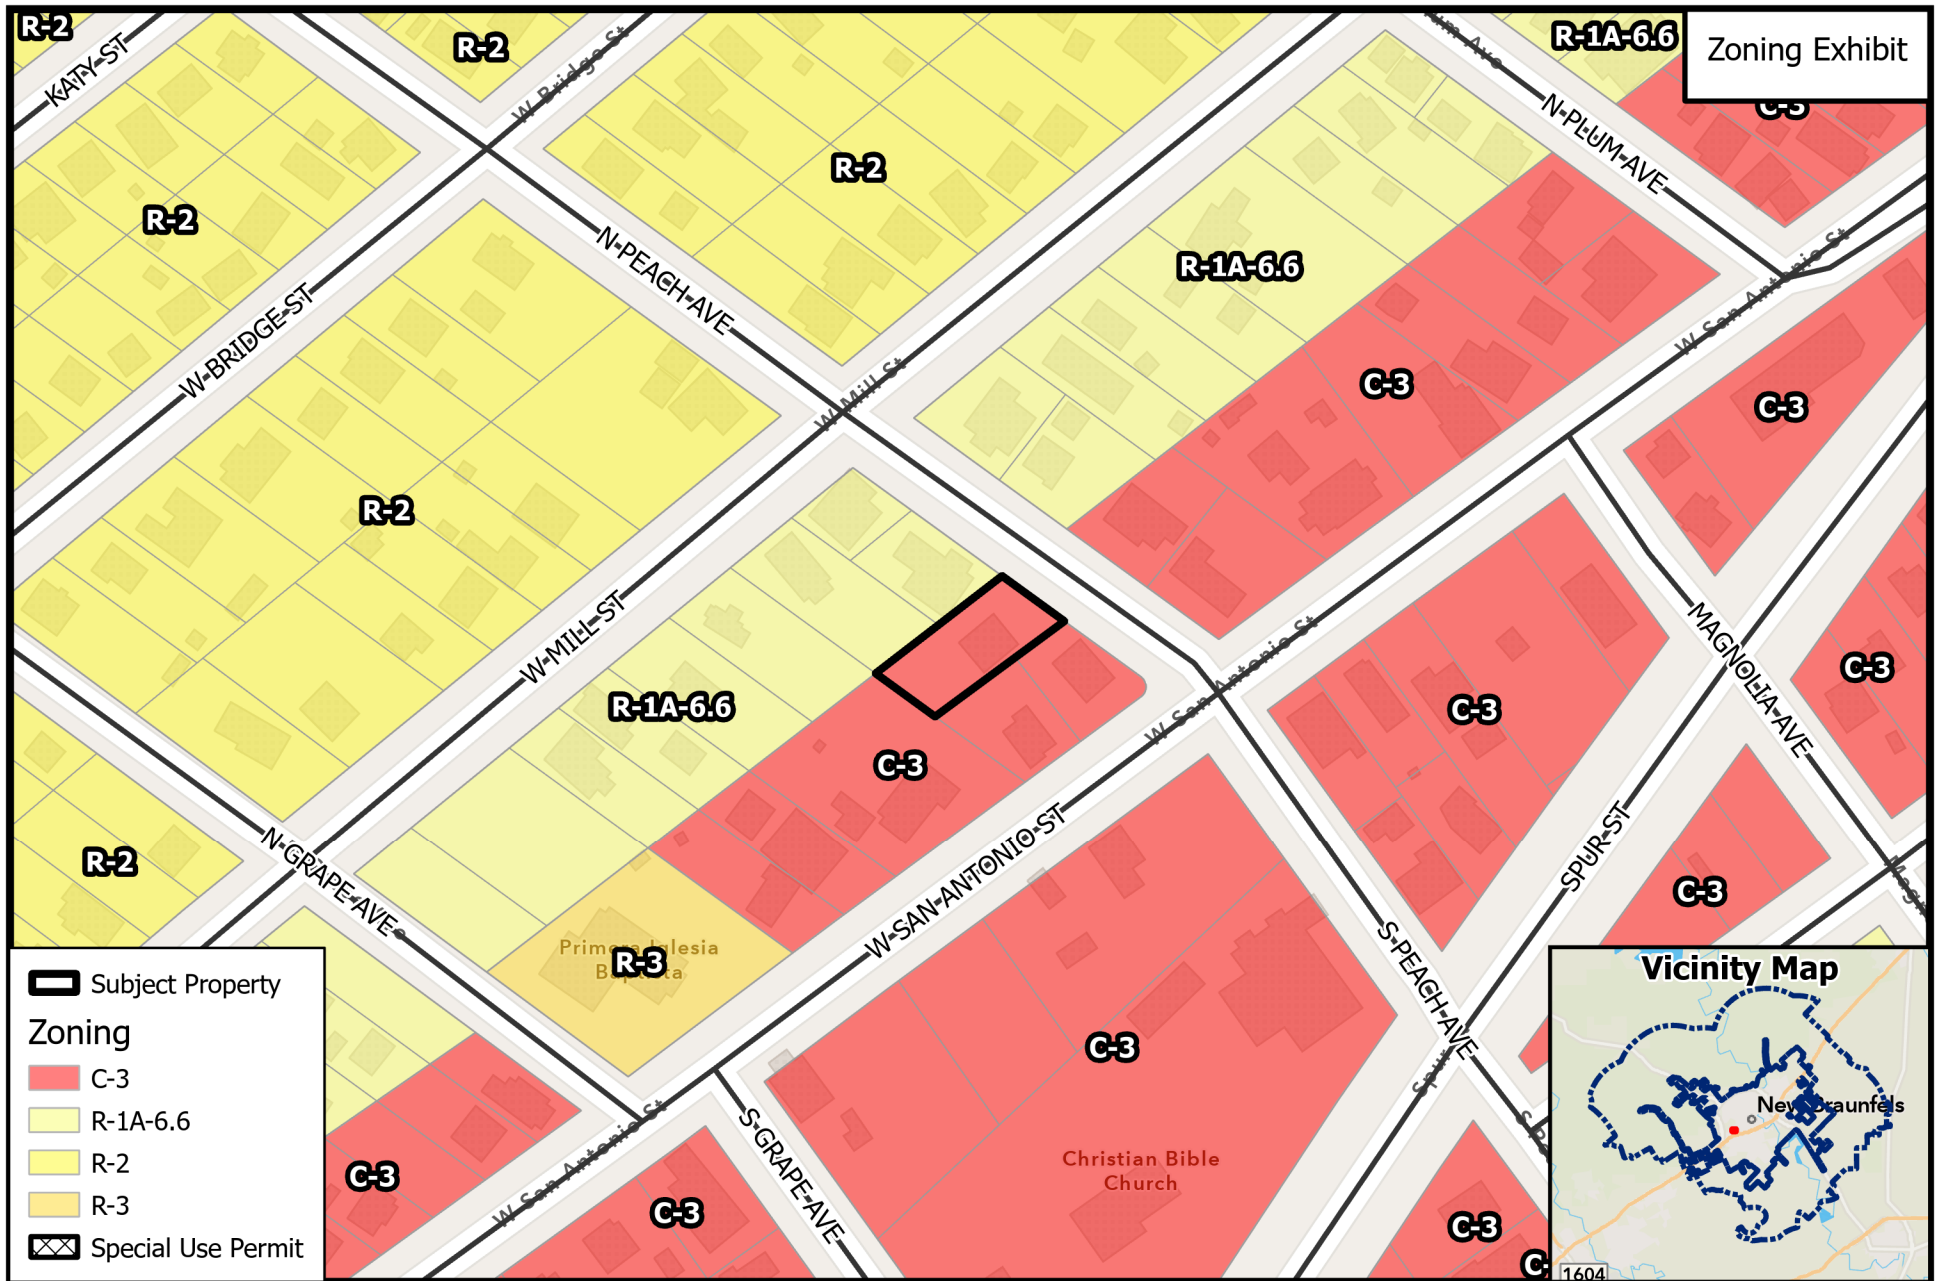 R-2
KATY-ST
R-2
W Bridge St
R-1A-6.6
Zoning Exhibit
C-3
N-PLUM-AVE
R-2
R-2
N-PEACH-AVE
R-1A-6.6
W San Antonio St
W-BRIDGE-ST
W Mill St
C-3
C-3
R-2
W-MILL-ST
W San Antonio St
MAGNOLIA-AVE
C-3
R-1A-6.6
C-3
C-3
R-2
N-GRAPE-AVE
W-SAN-ANTONIO-ST
SPUR-ST
C-3
S-PEACH-AVE
Primera Iglesia
Baptista
R-3
C-3
Christian Bible
Church
C-3
W San Antonio St
C-3
S-GRAPE-AVE
C-3
Subject Property
Zoning
C-3
R-1A-6.6
R-2
R-3
Special Use Permit
Vicinity Map
New Braunfels
1604